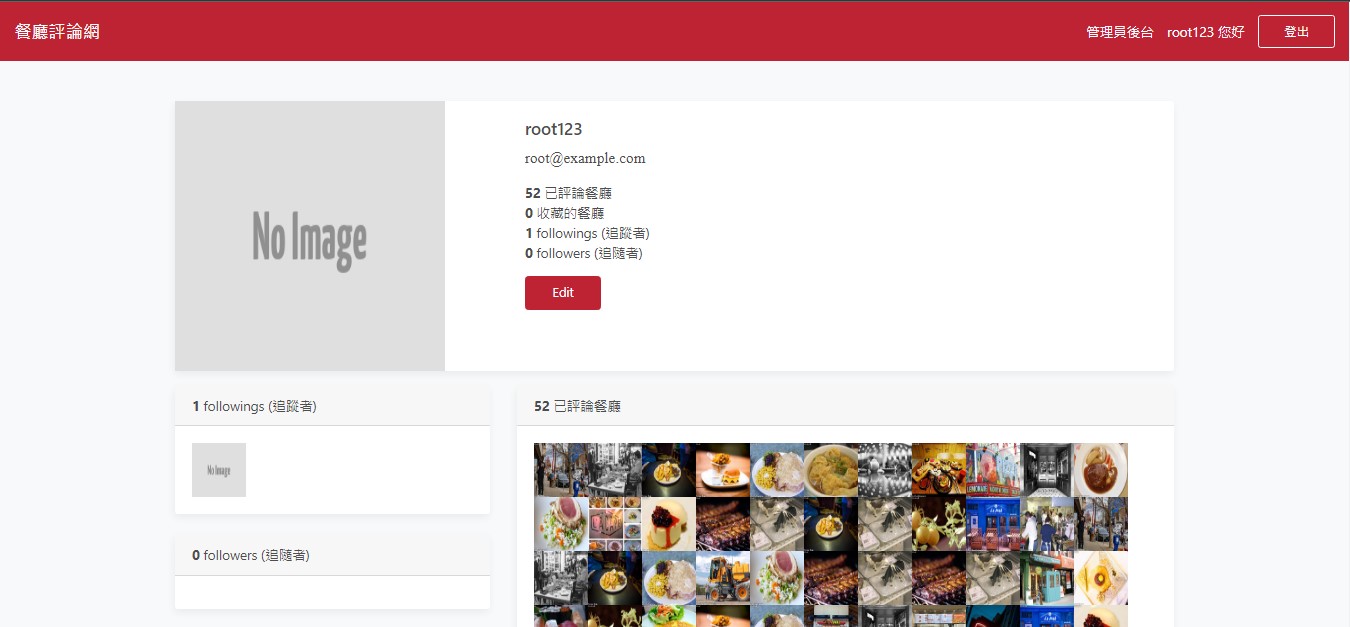 餐廳評論網
管理員後台 root123 您好 登出
No Image
root123
root@example.com
52 已評論餐廳
0 收藏的餐廳
1 followings (追蹤者)
0 followers (追隨者)
Edit
1 followings (追蹤者)
No Image
0 followers (追隨者)
52 已評論餐廳